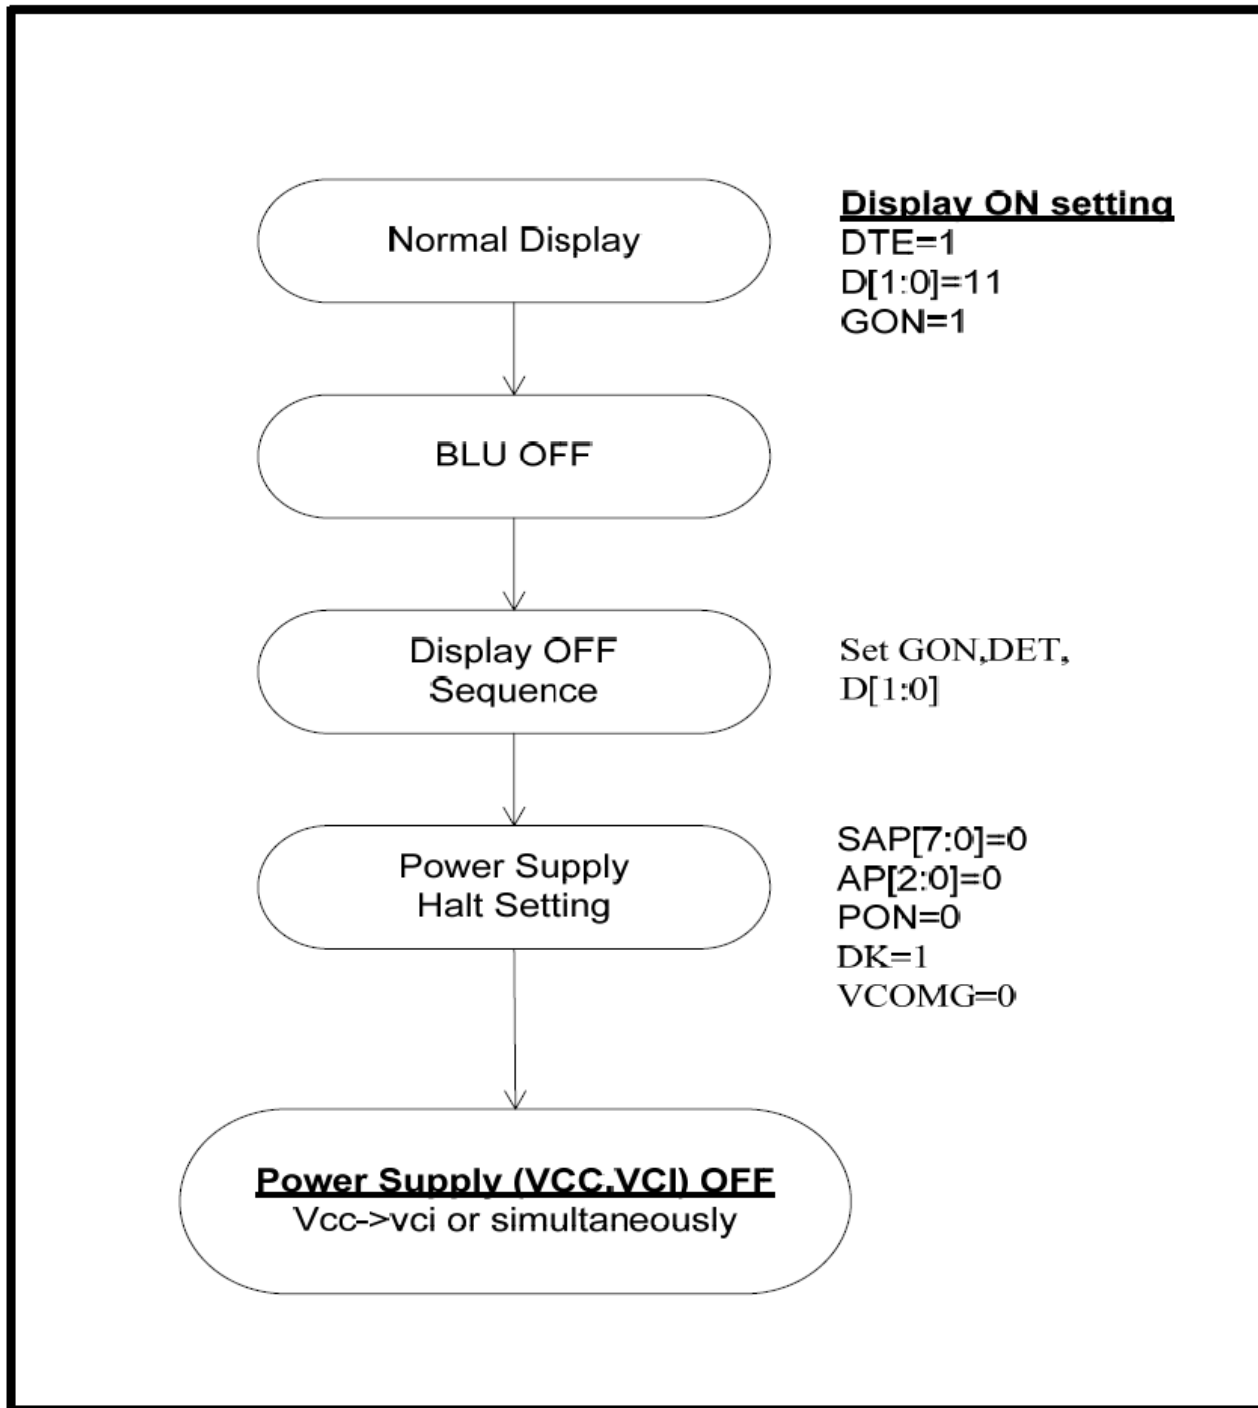 Normal Display
Display ON setting
DTE=1
D[1:0]=11
GON=1
BLU OFF
Display OFF
Sequence
Set GON,DET,
D[1:0]
Power Supply
Halt Setting
SAP[7:0]=0
AP[2:0]=0
PON=0
DK=1
VCOMG=0
Power Supply (VCC,VCI) OFF
Vcc->vci or simultaneously